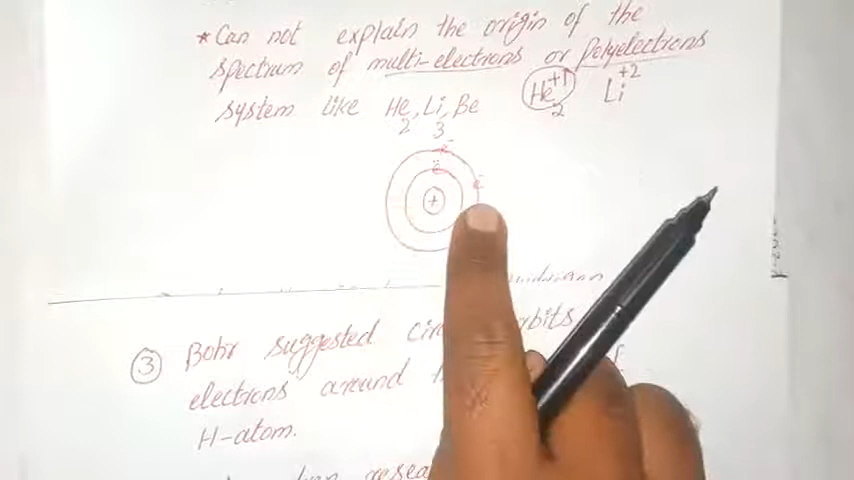 * Can not explain the origin of the
spectrum of multi-electrons or Polyelectrons
system like He, Li, Be He+1 Li+2
2 3 2
e-
e- e-
+
3 Bohr suggested
electrons around
H-atom.